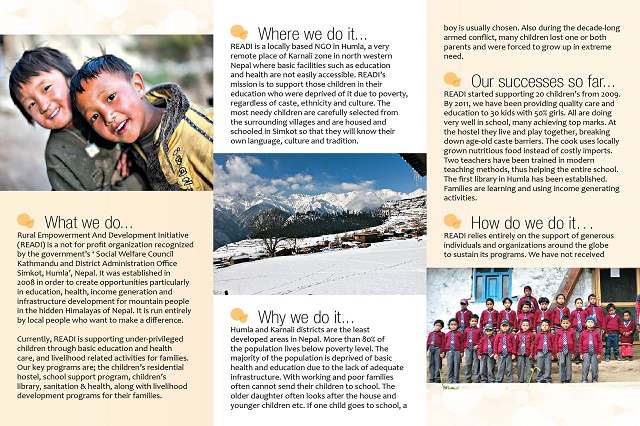 What we do...
Rural Empowerment And Development Initiative
(READI) is a not for profit organization recognized
by the government's ' Social Welfare Council
Kathmandu and District Administration Office
Simkot, Humla', Nepal. It was established in
2008 in order to create opportunities particularly
in education, health, income generation and
infrastructure development for mountain people
in the hidden Himalayas of Nepal. It is run entirely
by local people who want to make a difference.
Currently, READI is supporting under-privileged
children through basic education and health
care, and livelihood related activities for families.
Our key programs are; the children's residential
hostel, school support program, children's
library, sanitation & health, along with livelihood
development programs for their families.
Where we do it...
READI is a locally based NGO in Humla, a very
remote place of Karnali zone in north western
Nepal where basic facilities such as education
and health are not easily accessible. READI's
mission is to support those children in their
education who were deprived of it due to poverty,
regardless of caste, ethnicity and culture. The
most needy children are carefully selected from
the surrounding villages and are housed and
schooled in Simkot so that they will know their
own language, culture and tradition.
Why we do it...
Humla and Karnali districts are the least
developed areas in Nepal. More than 80% of
the population lives below poverty level. The
majority of the population is deprived of basic
health and education due to the lack of adequate
infrastructure. With working and poor families
often cannot send their children to school. The
older daughter often looks after the house and
younger children etc. If one child goes to school, a
boy is usually chosen. Also during the decade-long
armed conflict, many children lost one or both
parents and were forced to grow up in extreme
need.
Our successes so far...
READI started supporting 20 children's from 2009.
By 2011, we have been providing quality care and
education to 30 kids with 50% girls. All are doing
very well in school, many achieving top marks. At
the hostel they live and play together, breaking
down age-old caste barriers. The cook uses locally
grown nutritious food instead of costly imports.
Two teachers have been trained in modern
teaching methods, thus helping the entire school.
The first library in Humla has been established.
Families are learning and using income generating
activities.
How do we do it...
READI relies entirely on the support of generous
individuals and organizations around the globe
to sustain its programs. We have not received